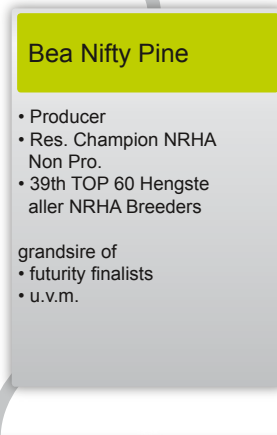 Bea Nifty Pine
• Producer
• Res. Champion NRHA
Non Pro.
• 39th TOP 60 Hengste
aller NRHA Breeders
grandsire of
• futurity finalists
• u.v.m.